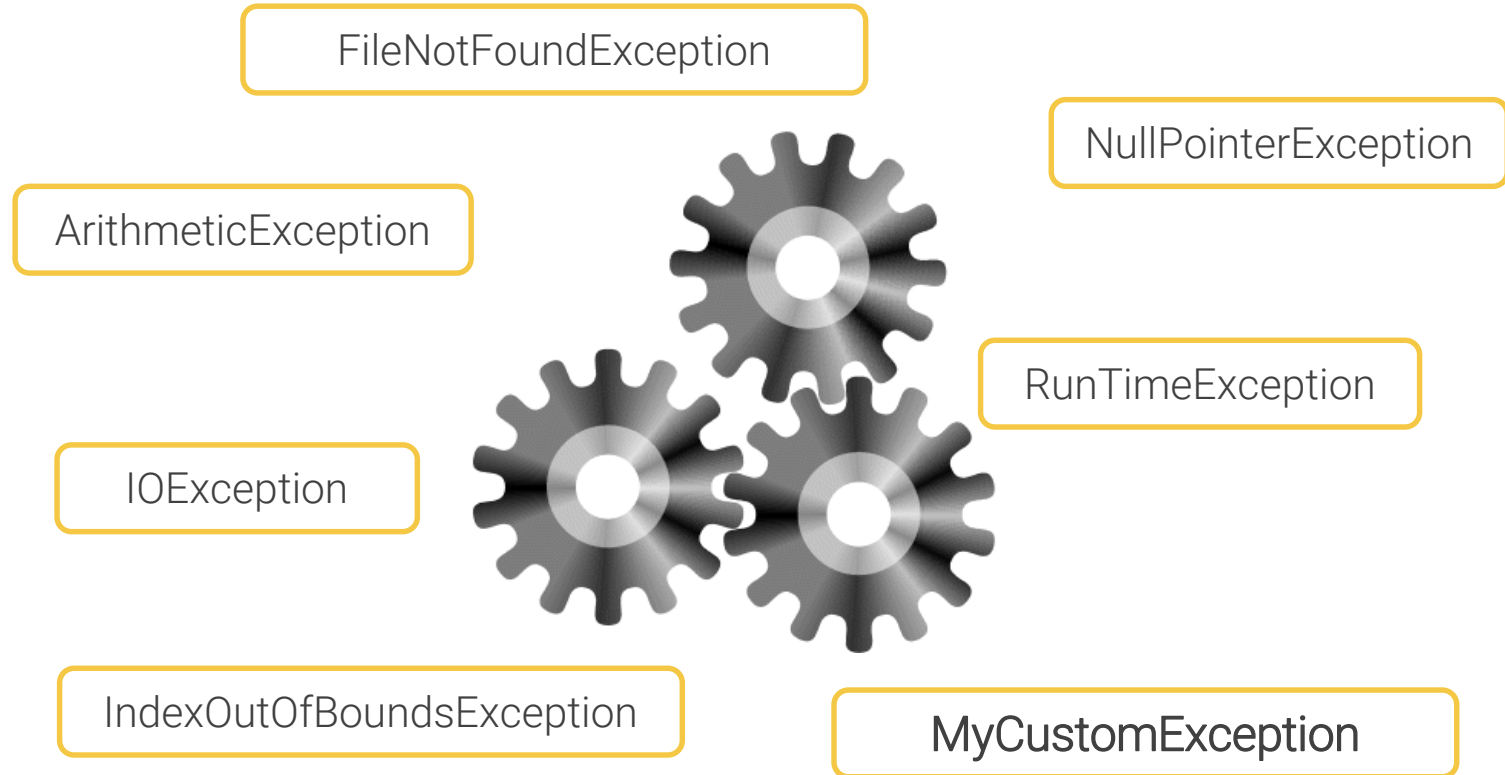 FileNotFoundException
NullPointerException
ArithmeticException
RunTimeException
IOException
IndexOutOfBoundsException
MyCustomException